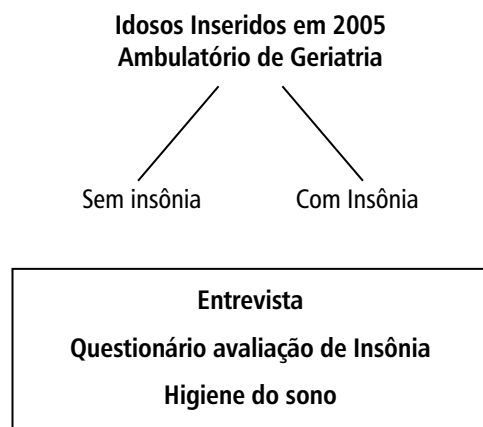 Idosos Inseridos em 2005
Ambulatório de Geriatria
Sem insônia
Com Insônia
Entrevista
Questionário avaliação de Insônia
Higiene do sono